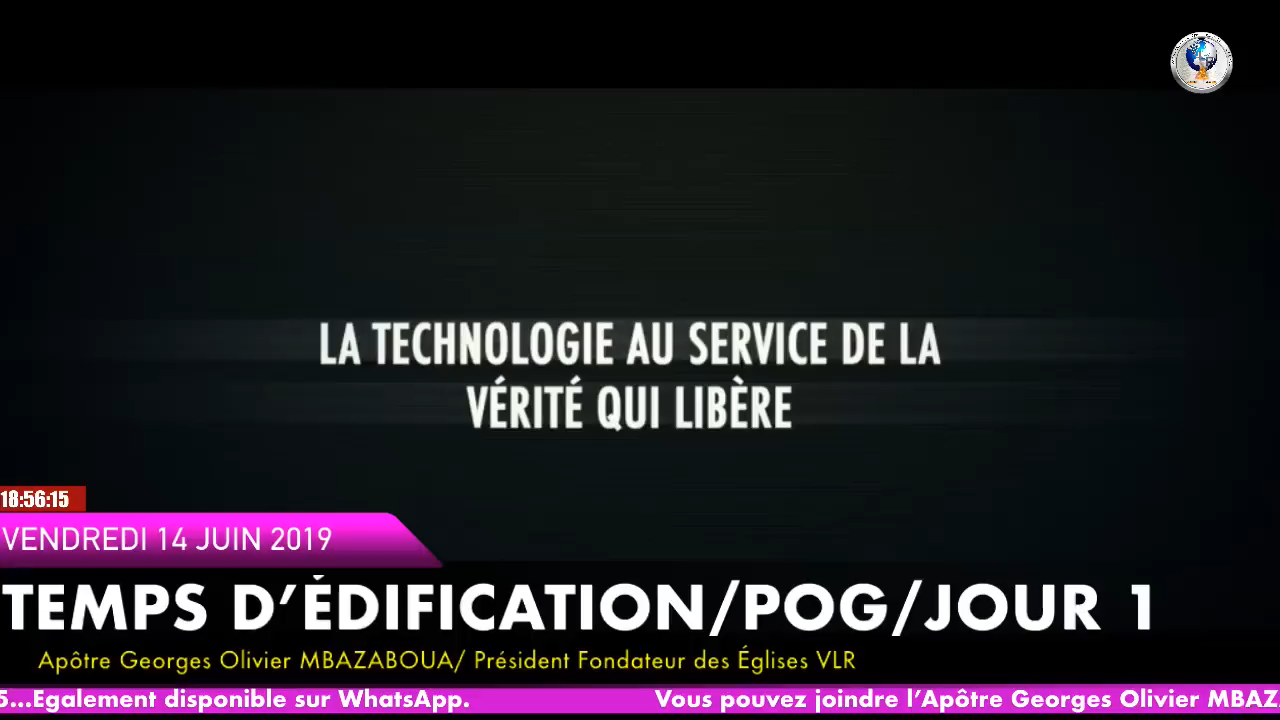 LA TECHNOLOGIE AU SERVICE DE LA
VÉRITÉ QUI LIBÈRE
18:56:15
VENDREDI 14 JUIN 2019
TEMPS D'ÉDIFICATION/POG/JOUR 1
Apôtre Georges Olivier MBAZABOUA/ Président Fondateur des Églises VLR
5...Egalement disponible sur WhatsApp. Vous pouvez joindre l'Apôtre Georges Olivier MBAZ